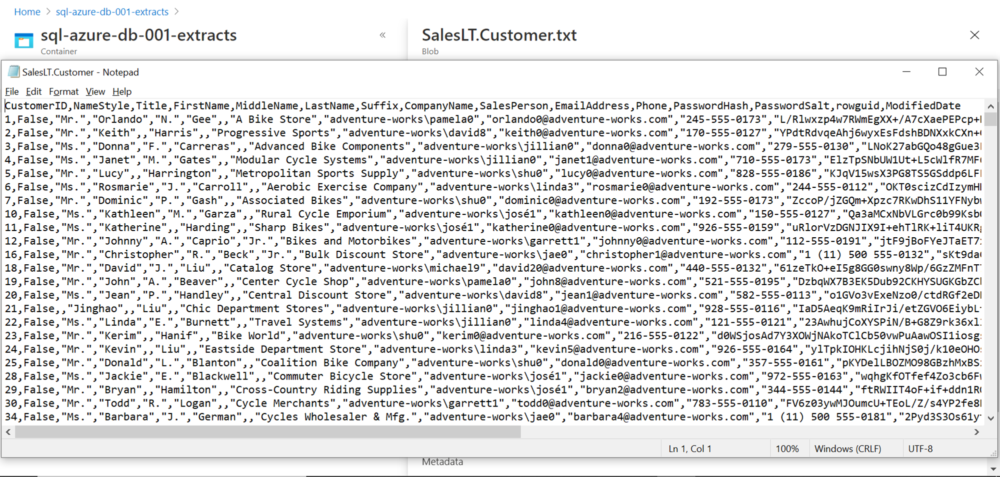 Home > sql-azure-db-001-extracts >
sql-azure-db-001-extracts
Container
«
SalesLT.Customer.txt
Blob
SalesLT.Customer - Notepad
File Edit Format View Help
CustomerID,NameStyle,Title,FirstName,MiddleName,LastName,Suffix,CompanyName,SalesPerson,EmailAddress,Phone,PasswordHash,PasswordSalt,rowguid,ModifiedDate
1,False,"Mr.","Orlando","N.","Gee",,"A Bike Store","adventure-works\pamela0","orlando0@adventure-works.com","245-555-0173","L/Rlwxzp4w7RWmEgXX+/A7cXaePEPcp+
2,False,"Mr.","Keith",,"Harris",,"Progressive Sports","adventure-works\david8","keith0@adventure-works.com","170-555-0127","YPdtRdvqeAhj6wyxEsFdshBDNXxkCXn+
3,False,"Ms.","Donna","F.","Carreras",,"Advanced Bike Components","adventure-works\jillian0","donna0@adventure-works.com","279-555-0130","LNoK27abGQo48gGue3
4,False,"Ms.","Janet","M.","Gates",,"Modular Cycle Systems","adventure-works\jillian0","janet1@adventure-works.com","710-555-0173","ElzTpSNbUW1Ut+L5cWlfR7MF
5,False,"Mr.","Lucy",,"Harrington",,"Metropolitan Sports Supply","adventure-works\shu0","lucy0@adventure-works.com","828-555-0186","KJqV15wsX3PG8TS5GSddp6LF
6,False,"Ms.","Rosmarie","J.","Carroll",,"Aerobic Exercise Company","adventure-works\linda3","rosmarie0@adventure-works.com","244-555-0112","OKT0scizCdIzymH
7,False,"Mr.","Dominic","P.","Gash",,"Associated Bikes","adventure-works\shu0","dominic0@adventure-works.com","192-555-0173","ZccoP/jZGQm+Xpzc7RKwDhS11YFNyb
10,False,"Ms.","Kathleen","M.","Garza",,"Rural Cycle Emporium","adventure-works\josé1","kathleen0@adventure-works.com","150-555-0127","Qa3aMCxNbVLGrc0b99Ksb
11,False,"Ms.","Katherine",,"Harding",,"Sharp Bikes","adventure-works\josé1","katherine0@adventure-works.com","926-555-0159","uRlorVzDGNJIX9I+ehTlRK+liT4UKR
12,False,"Mr.","Johnny","A.","Caprio","Jr.","Bikes and Motorbikes","adventure-works\garrett1","johnny0@adventure-works.com","112-555-0191","jtF9jBoFYeJTaET7
16,False,"Mr.","Christopher","R.","Beck","Jr.","Bulk Discount Store","adventure-works\jae0","christopher1@adventure-works.com","1 (11) 500 555-0132","sKt9da
18,False,"Mr.","David","J.","Liu",,"Catalog Store","adventure-works\michael9","david20@adventure-works.com","440-555-0132","61zeTkO+eI5g8GG0swny8Wp/6GzZMFnT
19,False,"Mr.","John","A.","Beaver",,"Center Cycle Shop","adventure-works\pamela0","john8@adventure-works.com","521-555-0195","DzbqWX7B3EK5Dub92CKHYSUGKGbZC
20,False,"Ms.","Jean","P.","Handley",,"Central Discount Store","adventure-works\david8","jean1@adventure-works.com","582-555-0113","o1GVo3vExeNzo0/ctdRGf2eD
21,False,,"Jinghao",,"Liu",,"Chic Department Stores","adventure-works\jillian0","jinghao1@adventure-works.com","928-555-0116","IaD5AeqK9mRiIrJi/etZGVO6EiybL
22,False,"Ms.","Linda","E.","Burnett",,"Travel Systems","adventure-works\jillian0","linda4@adventure-works.com","121-555-0121","23AwhujCoXYSPiN/B+G8Z9rk36xl
23,False,"Mr.","Kerim",,"Hanif",,"Bike World","adventure-works\shu0","kerim0@adventure-works.com","216-555-0122","d0WSjosAd7Y3XOWjNAkoTClCb50vwPuAawOSI1iosg
24,False,"Mr.","Kevin",,"Liu",,"Eastside Department Store","adventure-works\linda3","kevin5@adventure-works.com","926-555-0164","ylTpkIOHKLcjihNjS0j/k10eOHO
25,False,"Mr.","Donald","L.","Blanton",,"Coalition Bike Company","adventure-works\shu0","donald0@adventure-works.com","357-555-0161","pKYDelLBOZMO98GBzhMxBS
28,False,"Ms.","Jackie","E.","Blackwell",,"Commuter Bicycle Store","adventure-works\josé1","jackie0@adventure-works.com","972-555-0163","wqhgKfOTfef4Zo3cb6F
29,False,"Mr.","Bryan",,"Hamilton",,"Cross-Country Riding Supplies","adventure-works\josé1","bryan2@adventure-works.com","344-555-0144","ftRWIIT4oF+if+ddn1R
30,False,"Mr.","Todd","R.","Logan",,"Cycle Merchants","adventure-works\garrett1","todd0@adventure-works.com","783-555-0110","FV6z03ywMJOumcU+TEoL/Z/s4YP2fe8
34,False,"Ms.","Barbara","J.","German",,"Cycles Wholesaler & Mfg.","adventure-works\jae0","barbara4@adventure-works.com","1 (11) 500 555-0181","2Pyd3S3Os61y
Ln 1, Col 1 100% Windows (CRLF) UTF-8
Metadata